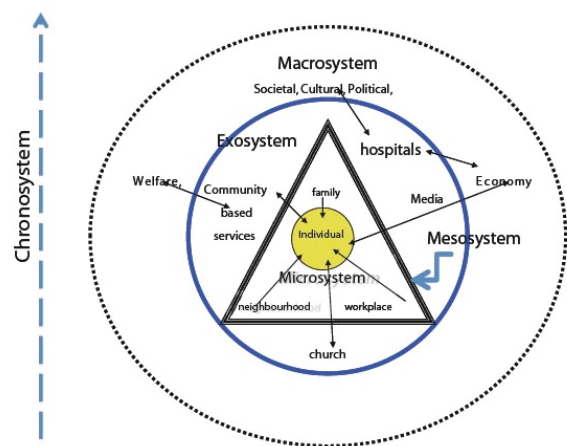 Chronosystem
Macrosystem
Societal, Cultural, Political,
Exosystem
hospitals
Welfare,
Community
based
services
family
Economy
Media
Individual
Mesosystem
Microsystem
neighbourhood
workplace
church